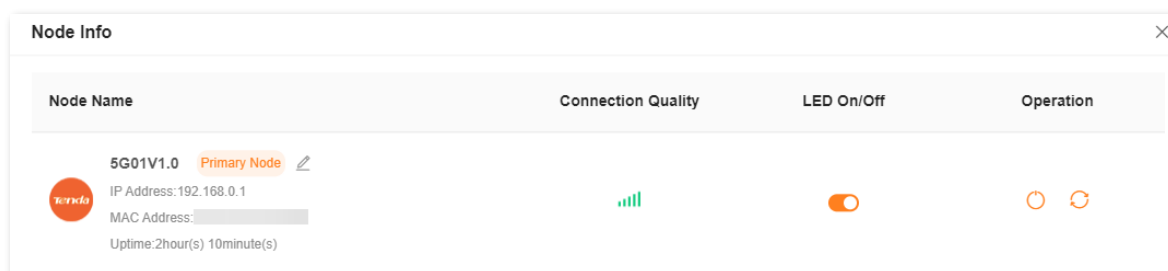 Node Info
Node Name Connection Quality LED On/Off Operation
5G01V1.0 Primary Node
Tenda
IP Address:192.168.0.1
MAC Address:
Uptime:2hour(s) 10minute(s)